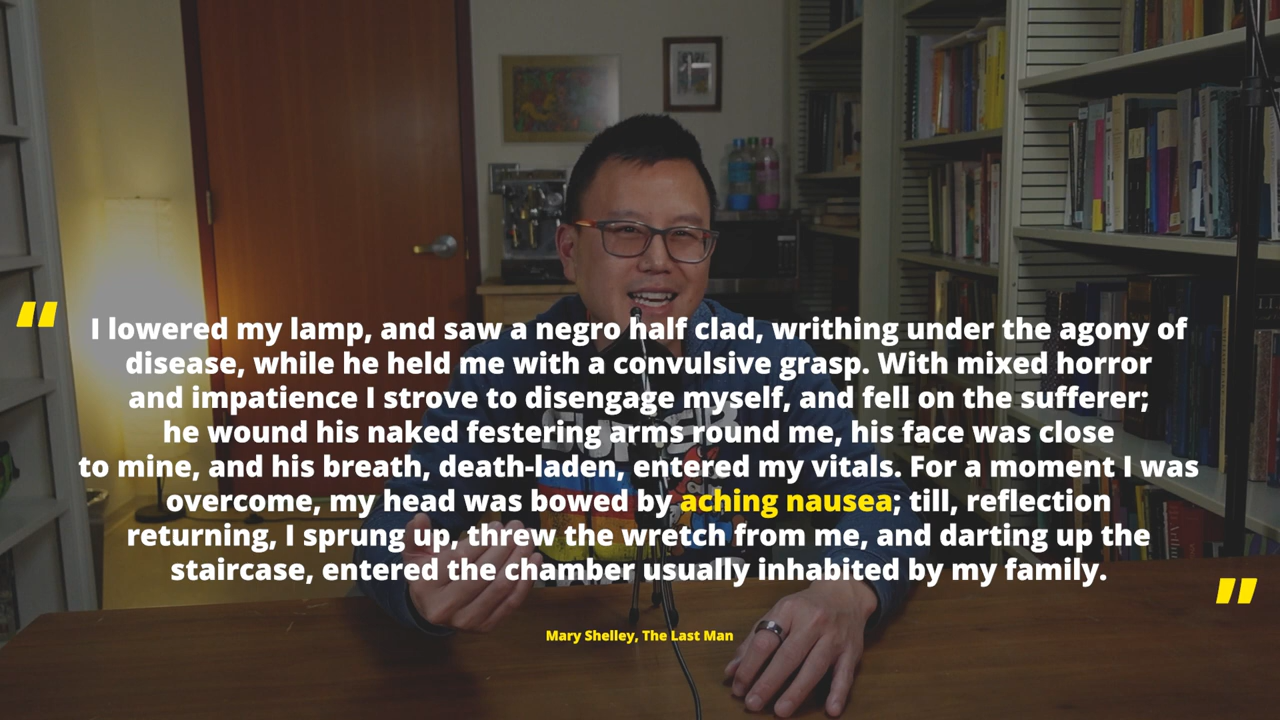 “
I lowered my lamp, and saw a negro half clad, writhing under the agony of
disease, while he held me with a convulsive grasp. With mixed horror
and impatience I strove to disengage myself, and fell on the sufferer;
he wound his naked festering arms round me, his face was close
to mine, and his breath, death-laden, entered my vitals. For a moment I was
overcome, my head was bowed by aching nausea; till, reflection
returning, I sprung up, threw the wretch from me, and darting up the
staircase, entered the chamber usually inhabited by my family.
”
Mary Shelley, The Last Man